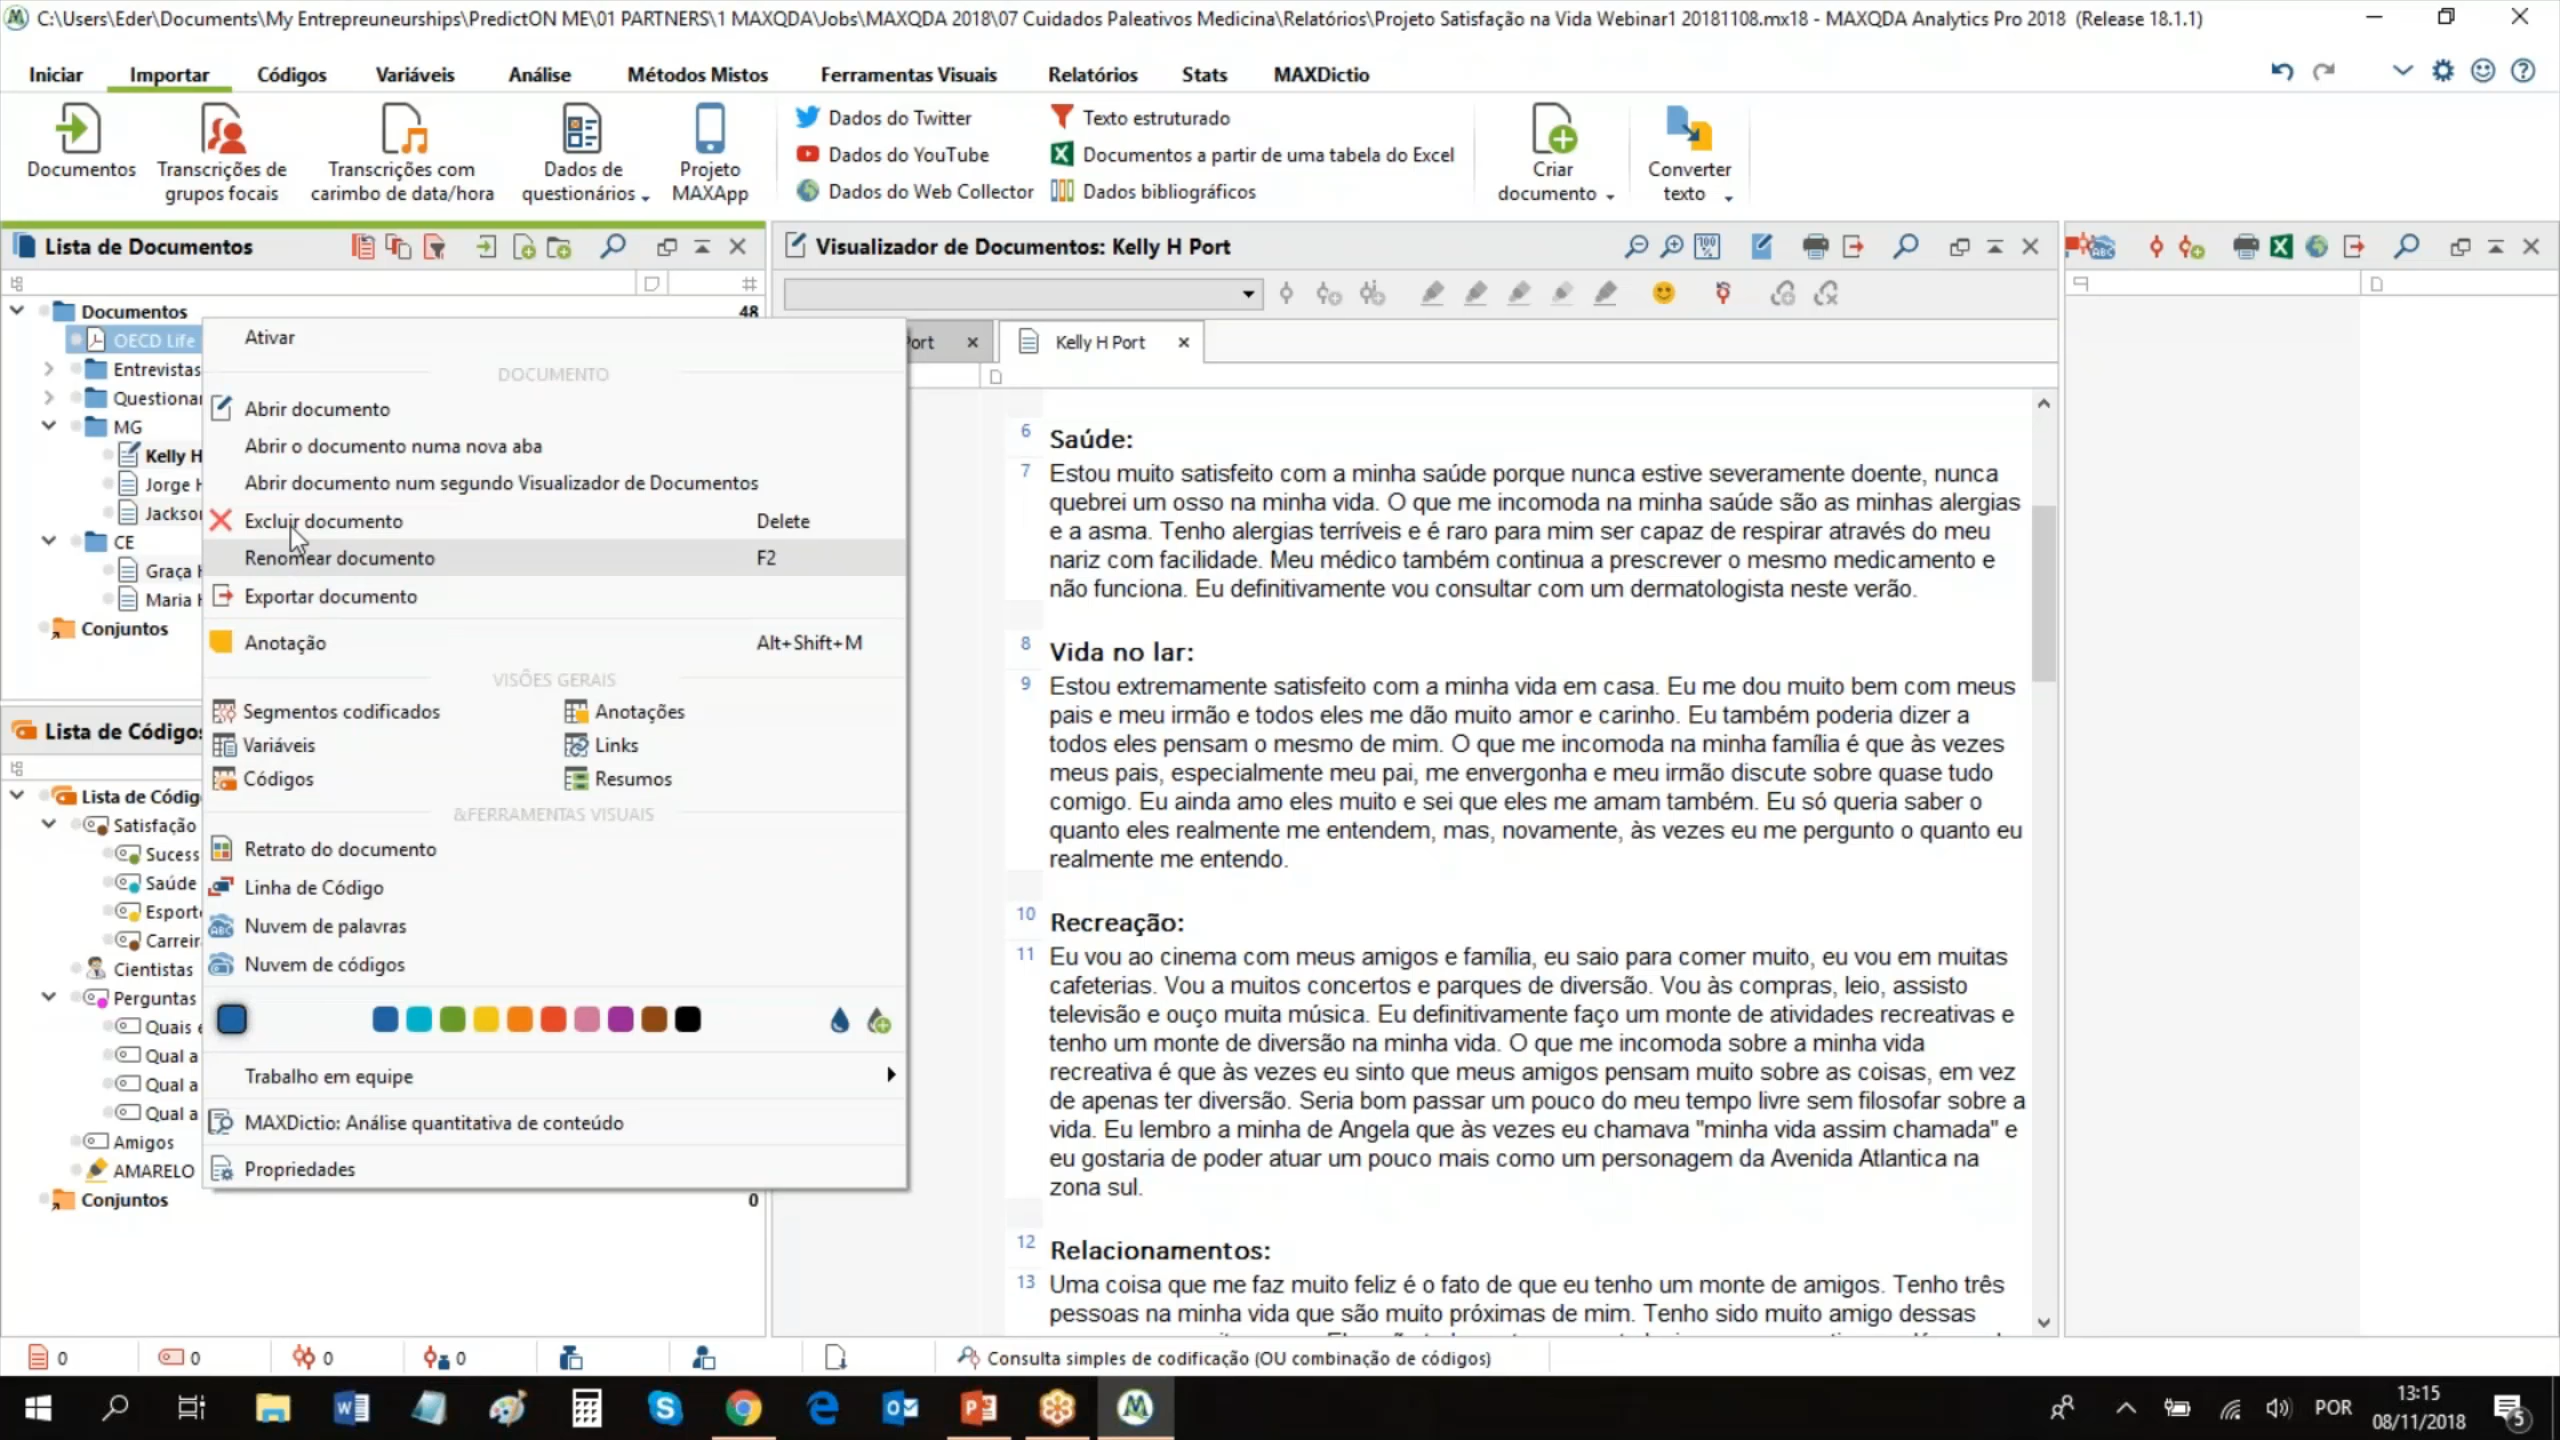 C:\Users\Eder\Documents\My Entrepreuneurships\PredictON ME\01 PARTNERS\1 MAXQDA\Jobs\MAXQDA 2018\07 Cuidados Paleativos Medicina\Relatórios\Projeto Satisfação na Vida Webinar1 20181108.mx18 - MAXQDA Analytics Pro 2018 (Release 18.1.1)
Iniciar Importar Códigos Variáveis Análise Métodos Mistos Ferramentas Visuais Relatórios Stats MAXDictio
Documentos
Transcrições de
grupos focais
Transcrições com
carimbo de data/hora
Dados de
questionários
Projeto
MAXApp
Dados do Twitter
Dados do YouTube
Dados do Web Collector
Texto estruturado
Documentos a partir de uma tabela do Excel
Dados bibliográficos
Criar
documento
Converter
texto
Lista de Documentos
Documentos 48
OECD Life
Entrevistas
Questionar
MG
Kelly H
Jorge H
Jackson
CE
Graça H
Maria H
Conjuntos
Lista de Códigos
Lista de Códig
Satisfação
Sucess
Saúde
Esporte
Carreir
Cientistas
Perguntas
Quais e
Qual a
Qual a
Qual a
Amigos
AMARELO
Conjuntos 0
Ativar
DOCUMENTO
Abrir documento
Abrir o documento numa nova aba
Abrir documento num segundo Visualizador de Documentos
Excluir documento Delete
Renomear documento F2
Exportar documento
Anotação Alt+Shift+M
VISÕES GERAIS
Segmentos codificados Anotações
Variáveis Links
Códigos Resumos
&FERRAMENTAS VISUAIS
Retrato do documento
Linha de Código
Nuvem de palavras
Nuvem de códigos
Trabalho em equipe
MAXDictio: Análise quantitativa de conteúdo
Propriedades
Visualizador de Documentos: Kelly H Port
100 %
Port
Kelly H Port
6 Saúde:
7 Estou muito satisfeito com a minha saúde porque nunca estive severamente doente, nunca
quebrei um osso na minha vida. O que me incomoda na minha saúde são as minhas alergias
e a asma. Tenho alergias terríveis e é raro para mim ser capaz de respirar através do meu
nariz com facilidade. Meu médico também continua a prescrever o mesmo medicamento e
não funciona. Eu definitivamente vou consultar com um dermatologista neste verão.
8 Vida no lar:
9 Estou extremamente satisfeito com a minha vida em casa. Eu me dou muito bem com meus
pais e meu irmão e todos eles me dão muito amor e carinho. Eu também poderia dizer a
todos eles pensam o mesmo de mim. O que me incomoda na minha família é que às vezes
meus pais, especialmente meu pai, me envergonha e meu irmão discute sobre quase tudo
comigo. Eu ainda amo eles muito e sei que eles me amam também. Eu só queria saber o
quanto eles realmente me entendem, mas, novamente, às vezes eu me pergunto o quanto eu
realmente me entendo.
10 Recreação:
11 Eu vou ao cinema com meus amigos e família, eu saio para comer muito, eu vou em muitas
cafeterias. Vou a muitos concertos e parques de diversão. Vou às compras, leio, assisto
televisão e ouço muita música. Eu definitivamente faço um monte de atividades recreativas e
tenho um monte de diversão na minha vida. O que me incomoda sobre a minha vida
recreativa é que às vezes eu sinto que meus amigos pensam muito sobre as coisas, em vez
de apenas ter diversão. Seria bom passar um pouco do meu tempo livre sem filosofar sobre a
vida. Eu lembro a minha de Angela que às vezes eu chamava "minha vida assim chamada" e
eu gostaria de poder atuar um pouco mais como um personagem da Avenida Atlantica na
zona sul.
12 Relacionamentos:
13 Uma coisa que me faz muito feliz é o fato de que eu tenho um monte de amigos. Tenho três
pessoas na minha vida que são muito próximas de mim. Tenho sido muito amigo dessas
0 0 0 0 Consulta simples de codificação (OU combinação de códigos)
POR
13:15
08/11/2018
5